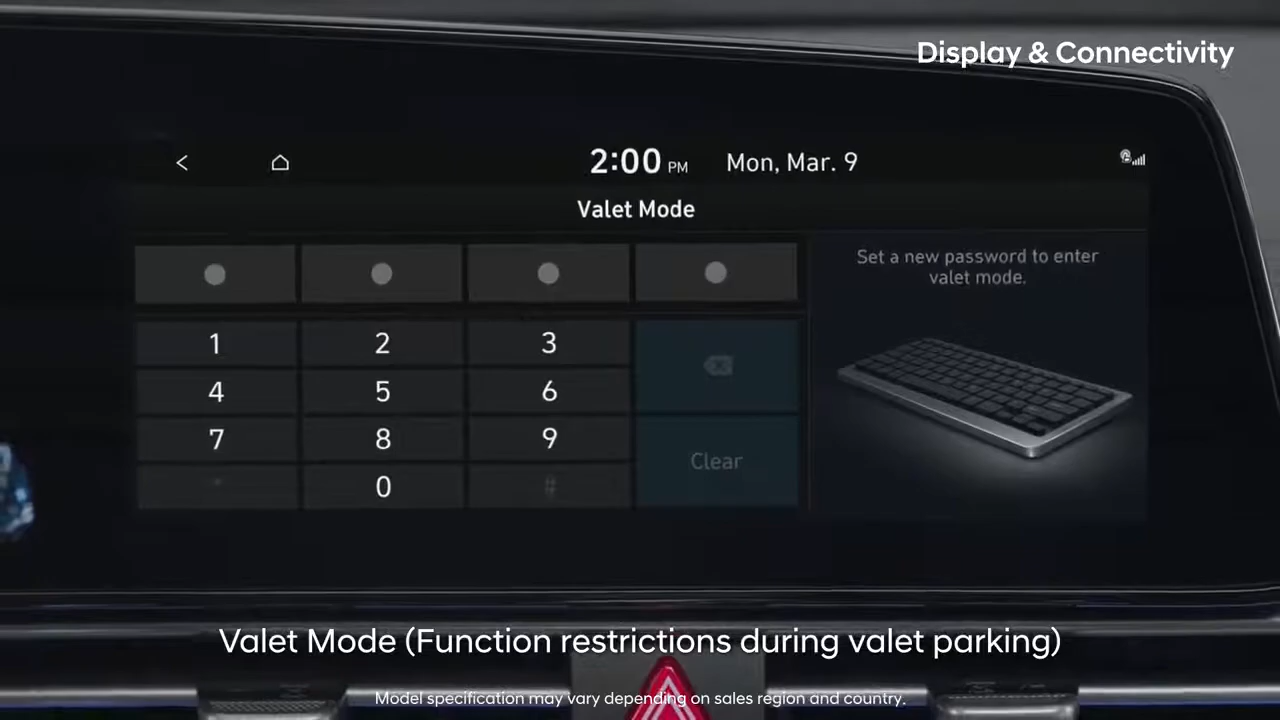 Display & Connectivity
2:00 PM Mon, Mar. 9
Valet Mode
Set a new password to enter
valet mode.
1 2 3
4 5 6
7 8 9
Clear
* 0 #
Valet Mode (Function restrictions during valet parking)
Model specification may vary depending on sales region and country.